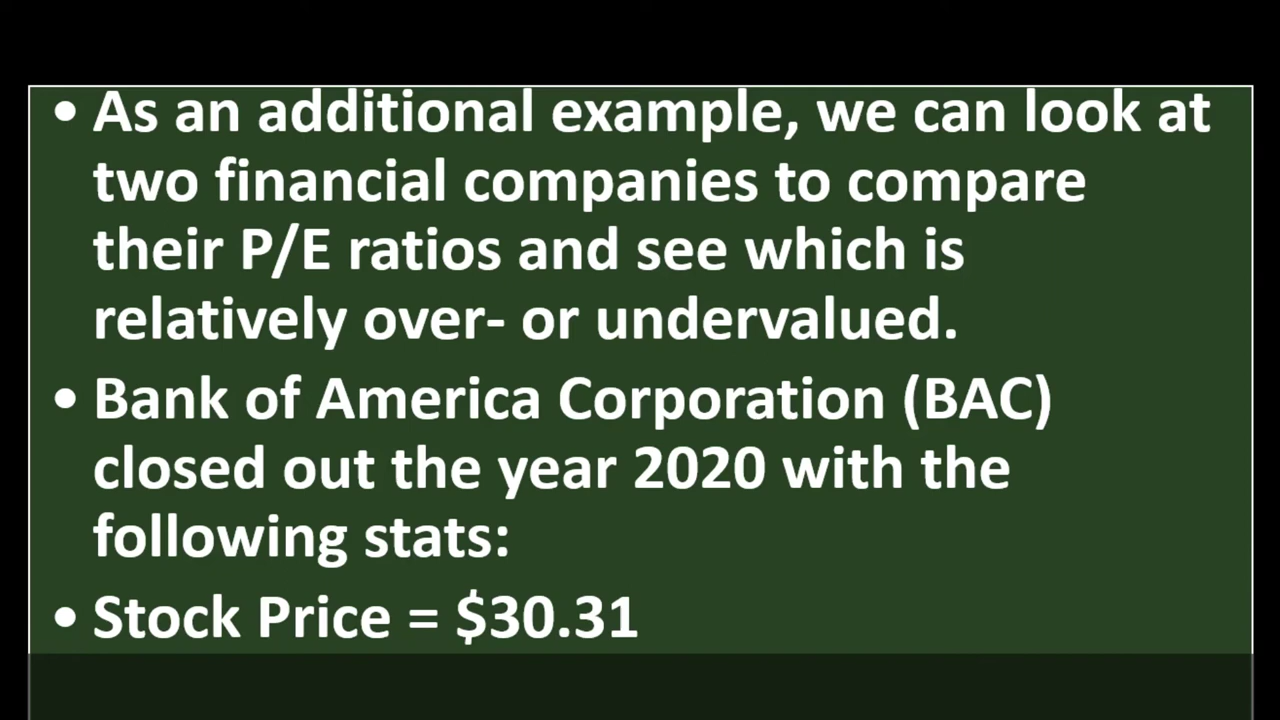 • As an additional example, we can look at
two financial companies to compare
their P/E ratios and see which is
relatively over- or undervalued.
• Bank of America Corporation (BAC)
closed out the year 2020 with the
following stats:
• Stock Price = $30.31